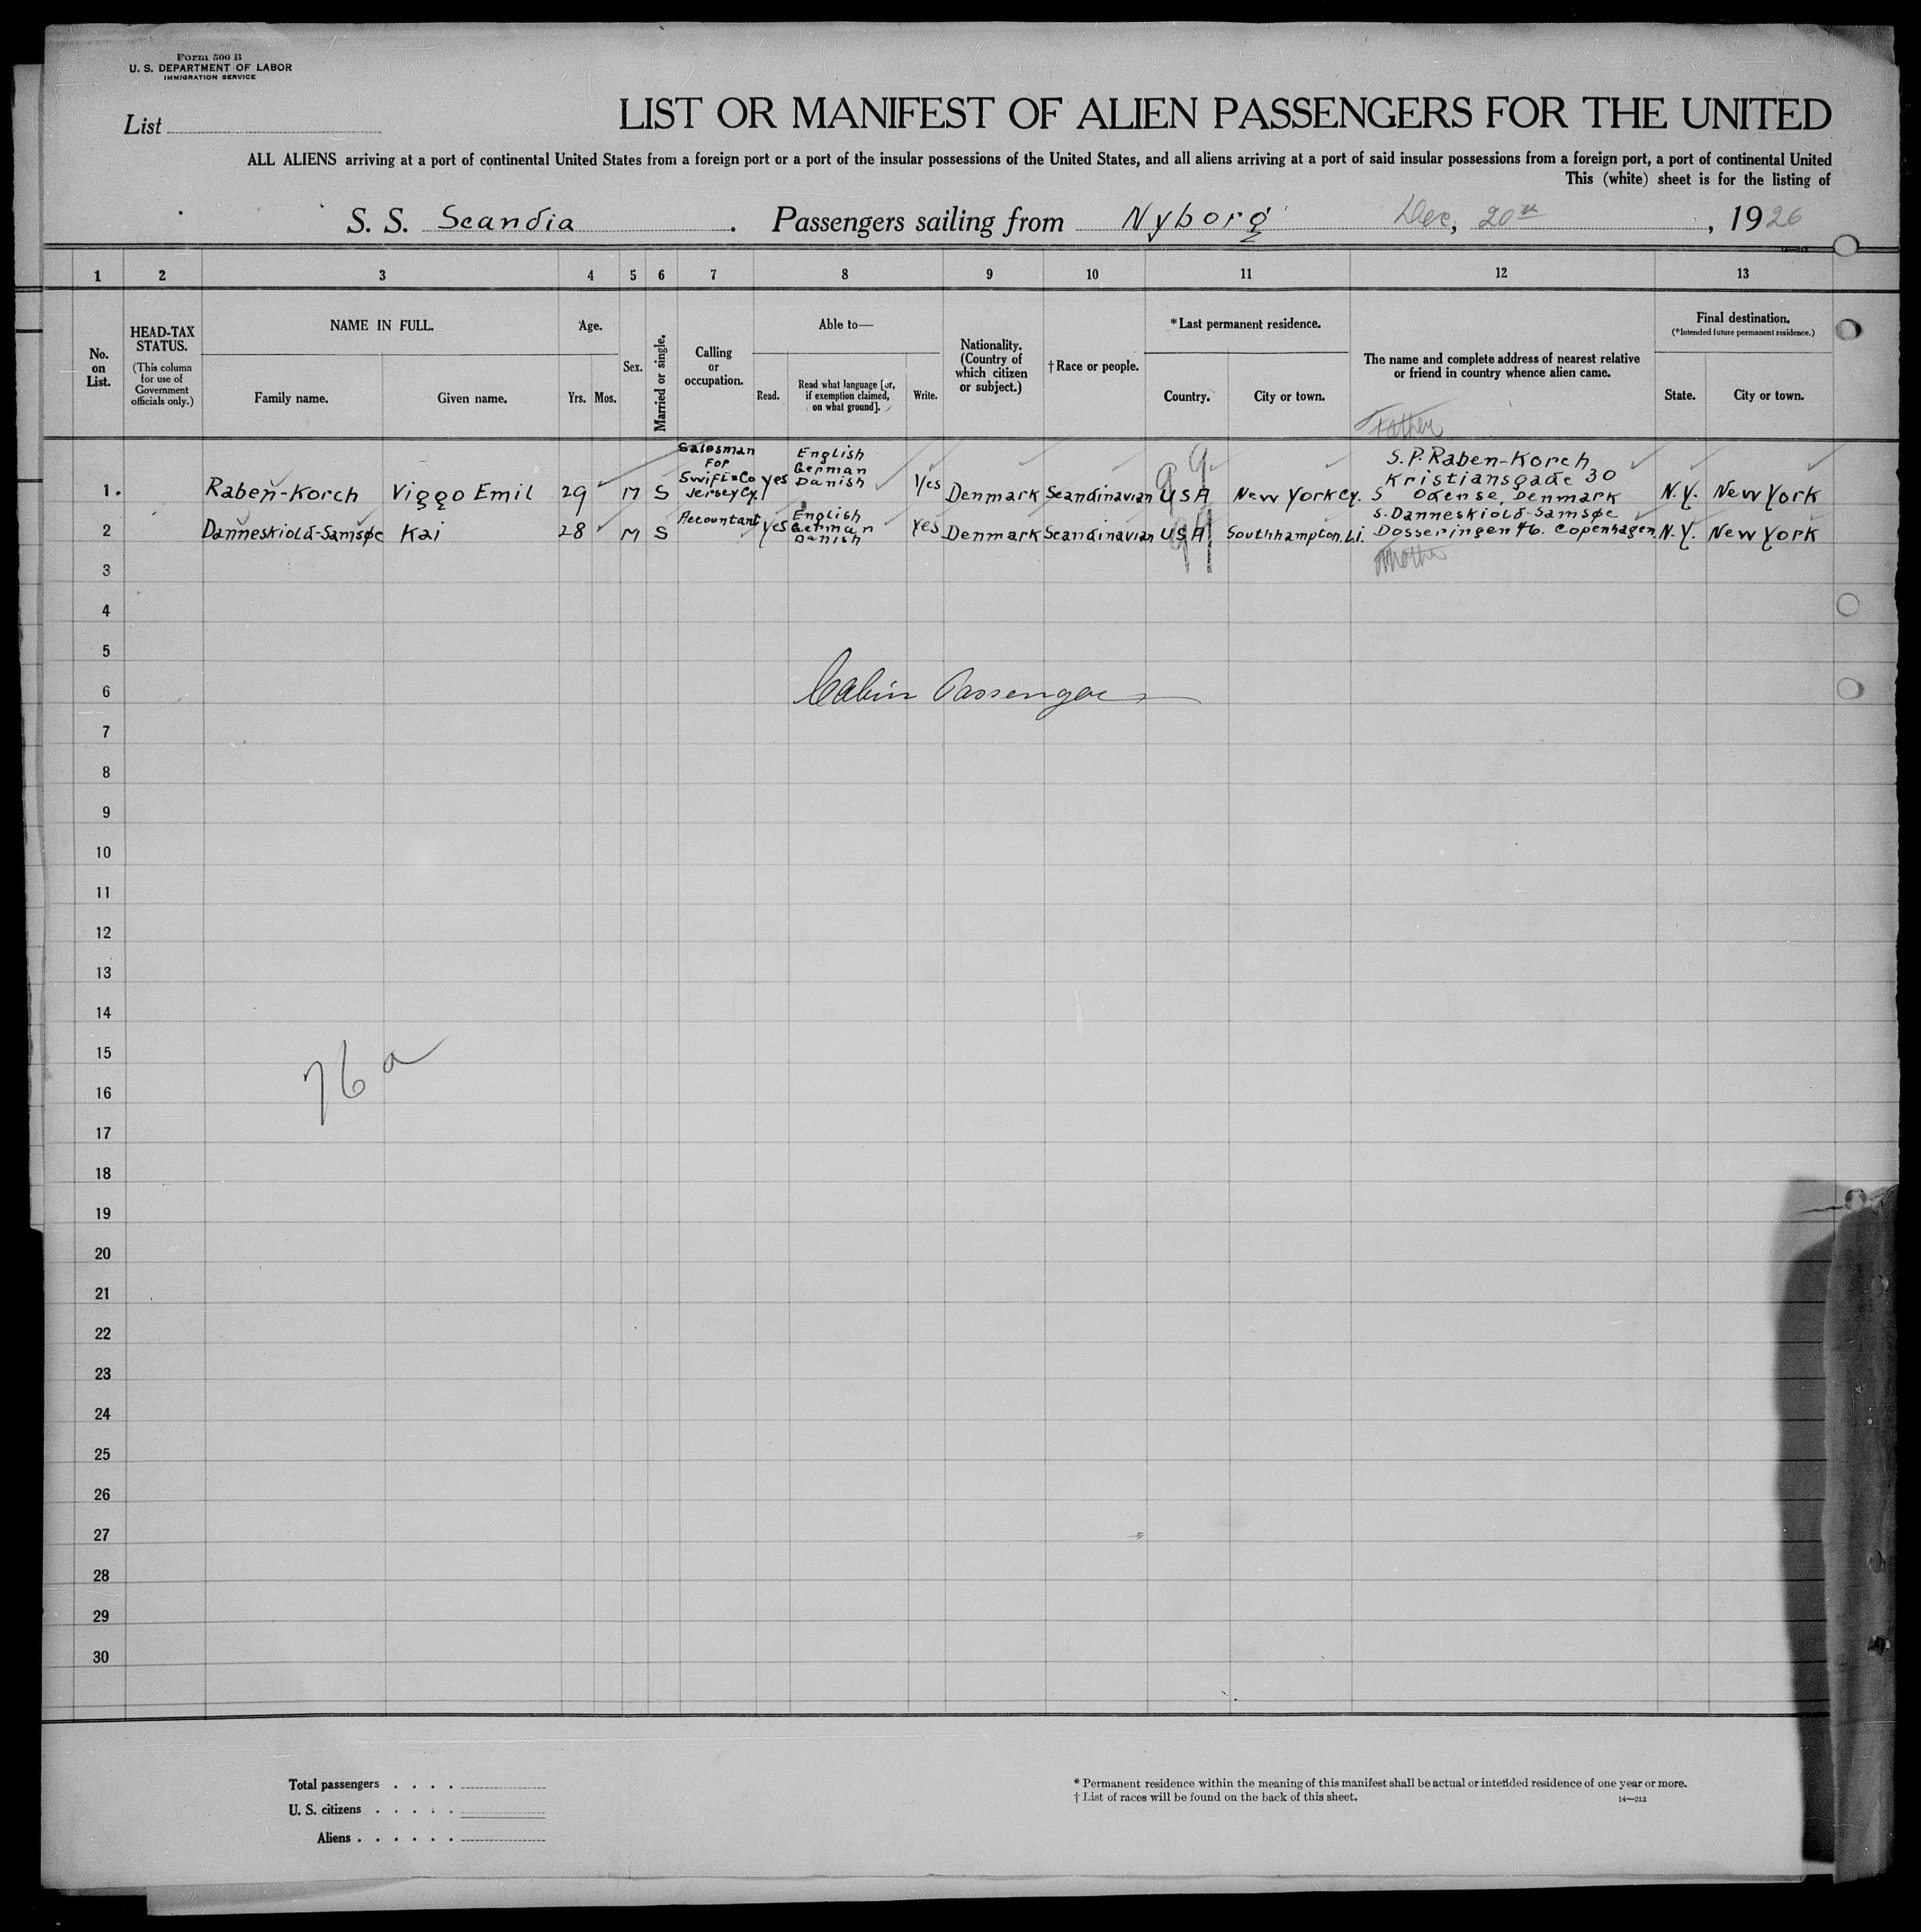 Form 500 B
U. S. DEPARTMENT OF LABOR
IMMIGRATION SERVICE
List
LIST OR MANIFEST OF ALIEN PASSENGERS FOR THE UNITED
ALL ALIENS arriving at a port of continental United States from a foreign port or a port of the insular possessions of the United States, and all aliens arriving at a port of said insular possessions from a foreign port, a port of continental United
This (white) sheet is for the listing of
S. S. Scandia . Passengers sailing from Nyborg Dec, 20th , 1926
1 2 3 4 5 6 7 8 9 10 11 12 13
No. on List.
HEAD-TAX STATUS.
(This column for use of Government officials only.)
NAME IN FULL.
Family name. Given name.
Age.
Yrs. Mos.
Sex.
Married or single.
Calling or occupation.
Able to—
Read. Read what language [or, if exemption claimed, on what ground]. Write.
Nationality. (Country of which citizen or subject.)
†Race or people.
*Last permanent residence.
Country. City or town.
The name and complete address of nearest relative or friend in country whence alien came.
Final destination.
(*Intended future permanent residence.)
State. City or town.
Father
1. Raben-Korch Viggo Emil 29 M S Salesman For Swift & Co Jersey Cy. yes English German Danish Yes Denmark Scandinavian USA New York Cy. S.P. Raben-Korch Kristiansgade 30 Odense, Denmark N.Y. New York
2 Danneskiold-Samsøe Kai 28 M S Accountant yes English German Danish Yes Denmark Scandinavian USA Southhampton L.I. S. Danneskiold-Samsøe Dosseringen 46. Copenhagen. N.Y. New York
Mother
3
4
5
6
Cabin Passenger
7
8
9
10
11
12
13
14
15
76 a
16
17
18
19
20
21
22
23
24
25
26
27
28
29
30
Total passengers . . . .
U. S. citizens . . . . .
Aliens . . . . . .
* Permanent residence within the meaning of this manifest shall be actual or intended residence of one year or more.
† List of races will be found on the back of this sheet.
14—213